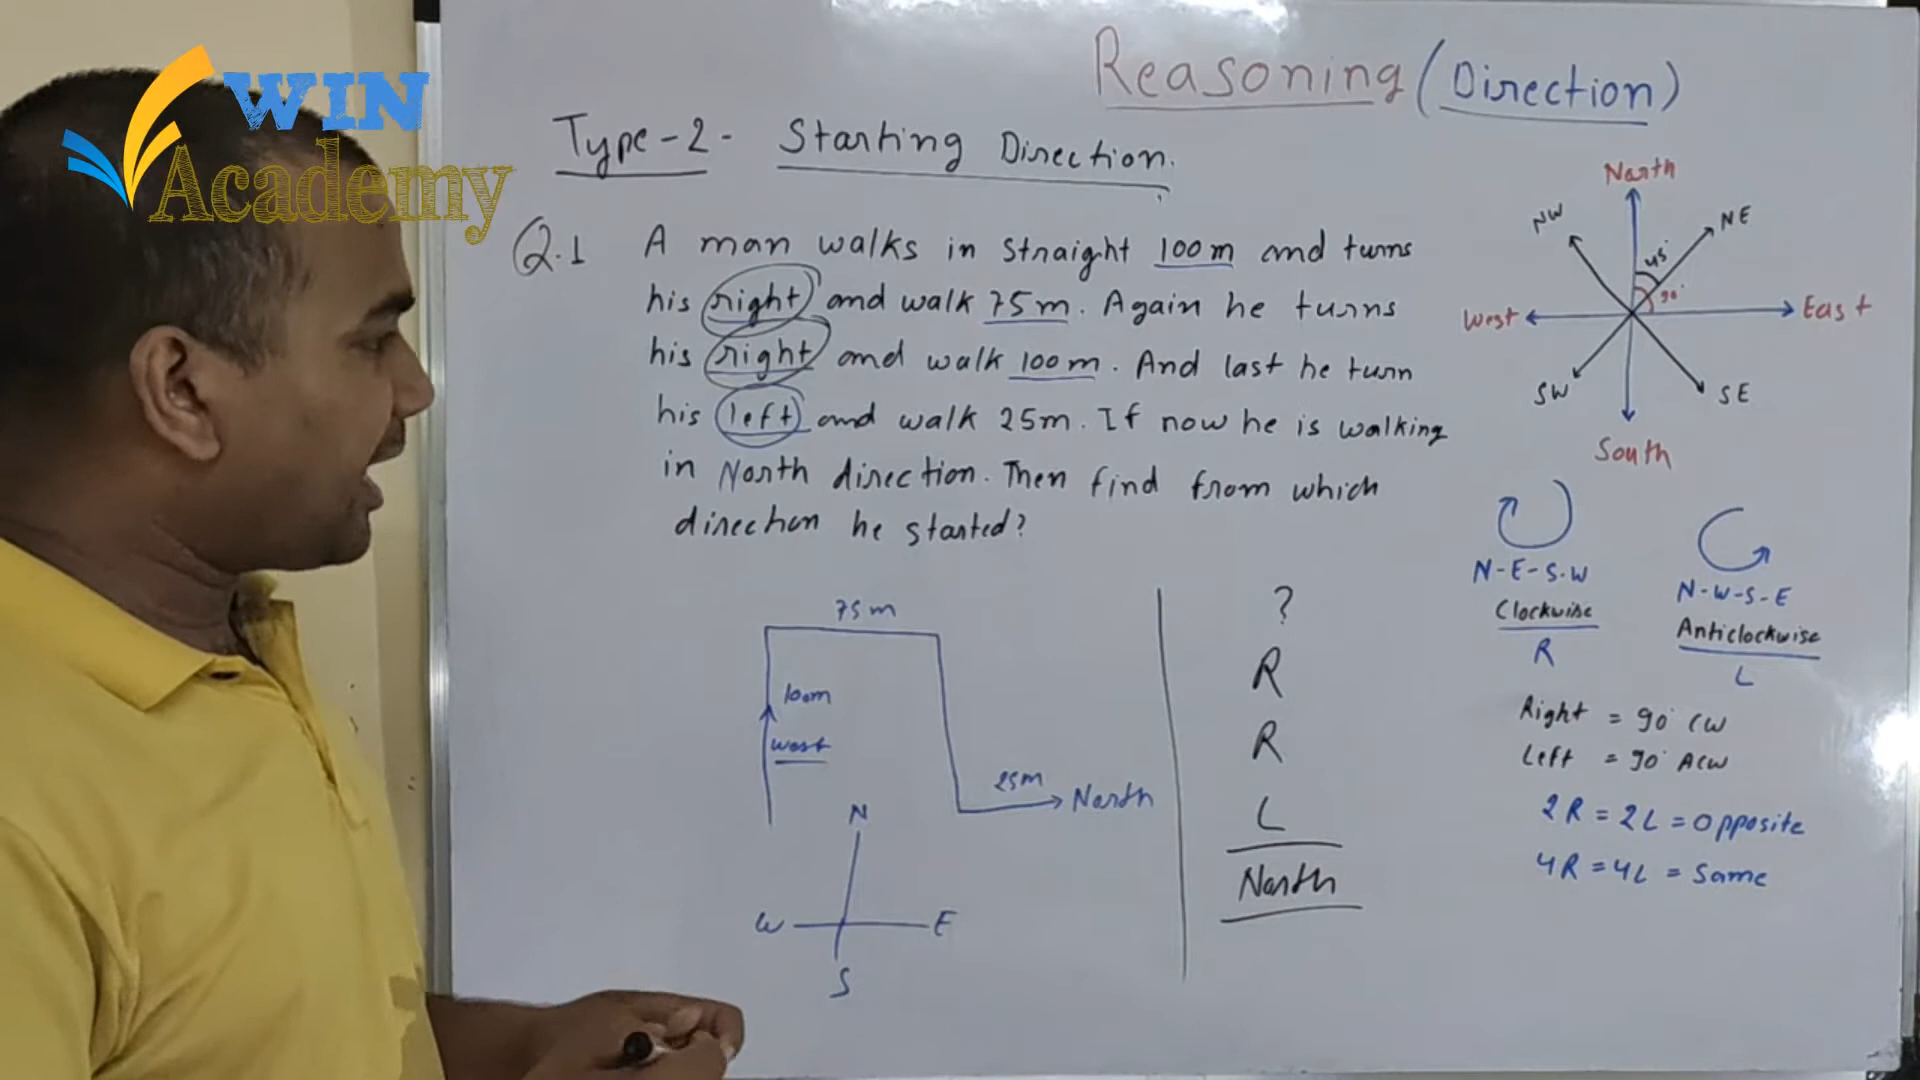 WIN
Academy
Reasoning (Direction)
Type-2- Starting Direction.
Q.1 A man walks in straight 100m and turns
his right and walk 75m. Again he turns
his right and walk 100m. And last he turn
his left and walk 25m. If now he is walking
in North direction. Then find from which
direction he started?
North
NW
NE
45°
90°
West
East
SW
SE
South
N-E-S-W
Clockwise
R
N-W-S-E
Anticlockwise
L
Right = 90° CW
Left = 90° ACW
2R = 2L = opposite
4R = 4L = Same
75m
100m
west
25m
North
N
W
E
S
?
R
R
L
North